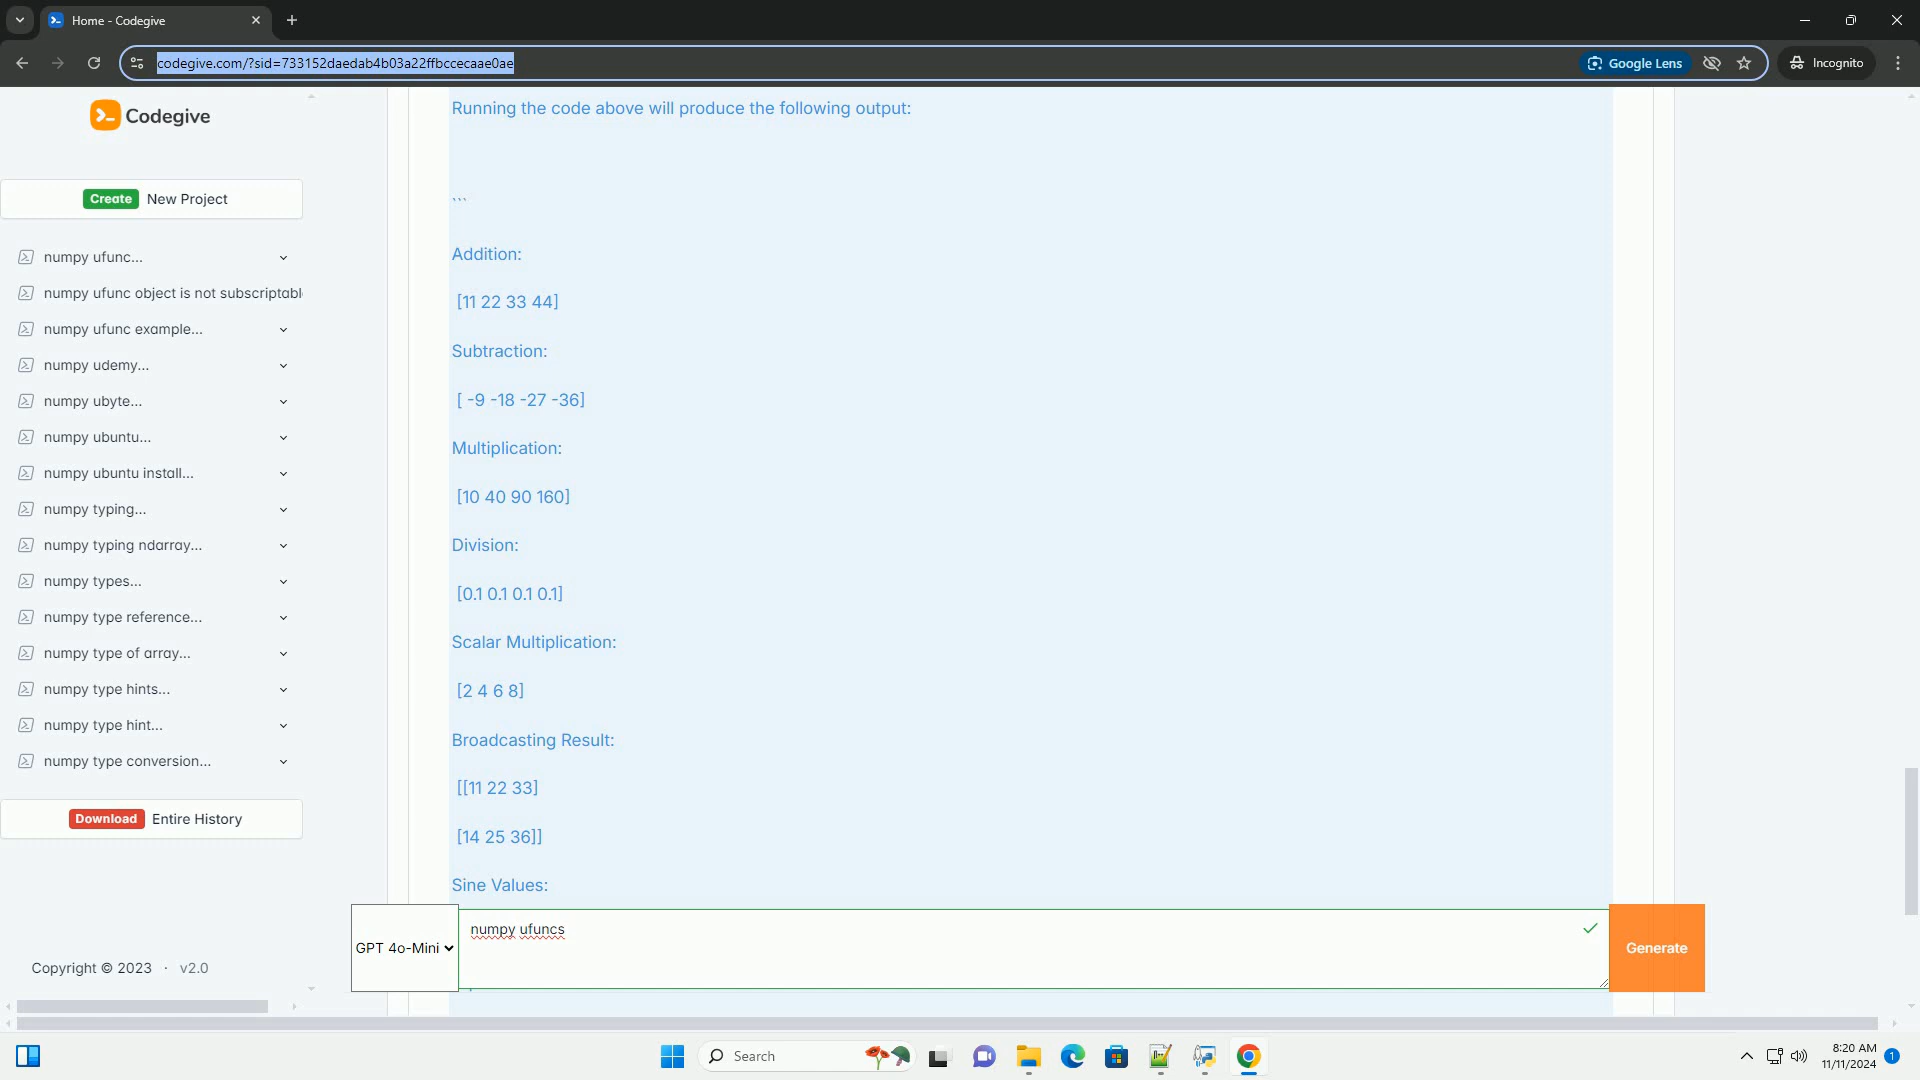 Home - Codegive
codegive.com/?sid=733152daedab4b03a22ffbccecaae0ae
Google Lens
Incognito
Codegive
Create New Project
numpy ufunc...
numpy ufunc object is not subscriptabl
numpy ufunc example...
numpy udemy...
numpy ubyte...
numpy ubuntu...
numpy ubuntu install...
numpy typing...
numpy typing ndarray...
numpy types...
numpy type reference...
numpy type of array...
numpy type hints...
numpy type hint...
numpy type conversion...
Download Entire History
Copyright © 2023 · v2.0
Running the code above will produce the following output:
```
Addition:
[11 22 33 44]
Subtraction:
[ -9 -18 -27 -36]
Multiplication:
[10 40 90 160]
Division:
[0.1 0.1 0.1 0.1]
Scalar Multiplication:
[2 4 6 8]
Broadcasting Result:
[[11 22 33]
[14 25 36]]
Sine Values:
GPT 4o-Mini
numpy ufuncs
Generate
Search
8:20 AM
11/11/2024
1